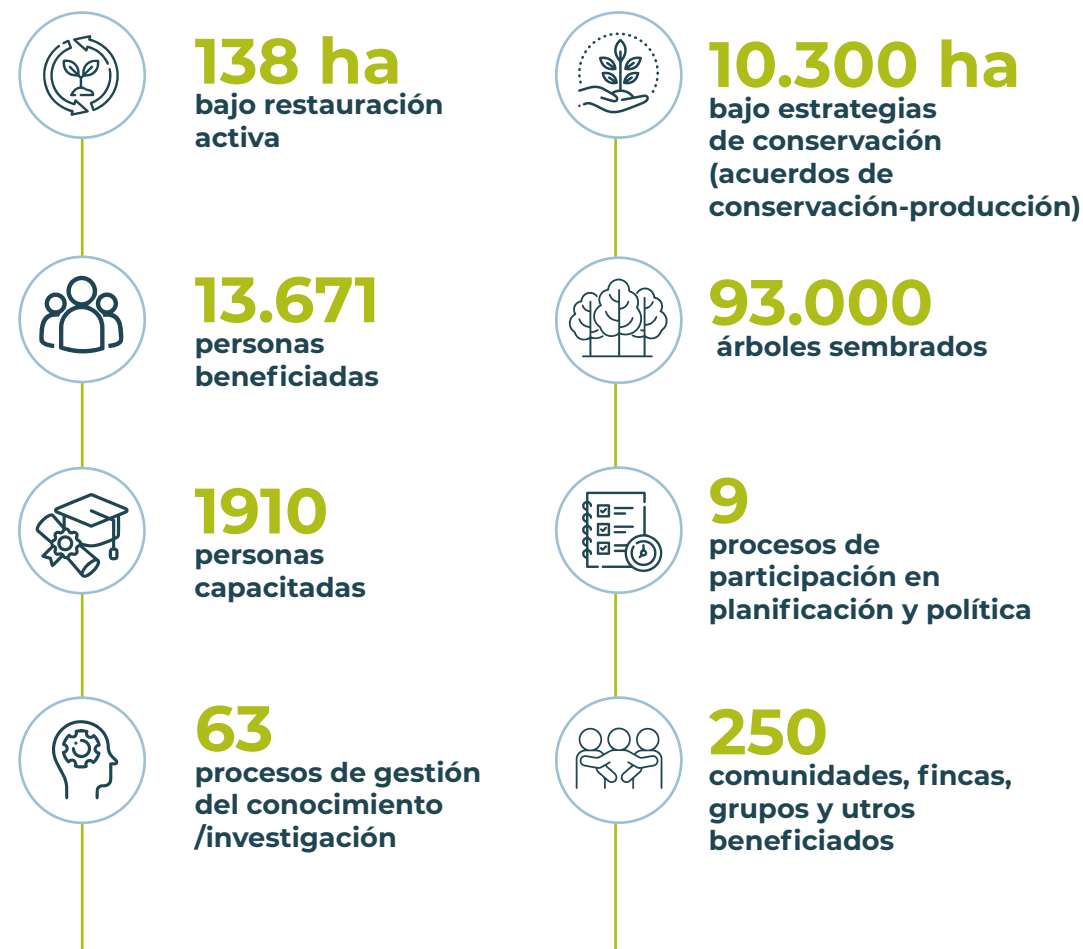 138 ha
bajo restauración
activa
10.300 ha
bajo estrategias
de conservación
(acuerdos de
conservación-producción)
13.671
personas
beneficiadas
93.000
árboles sembrados
1910
personas
capacitadas
9
procesos de
participación en
planificación y política
63
procesos de gestión
del conocimiento
/investigación
250
comunidades, fincas,
grupos y utros
beneficiados